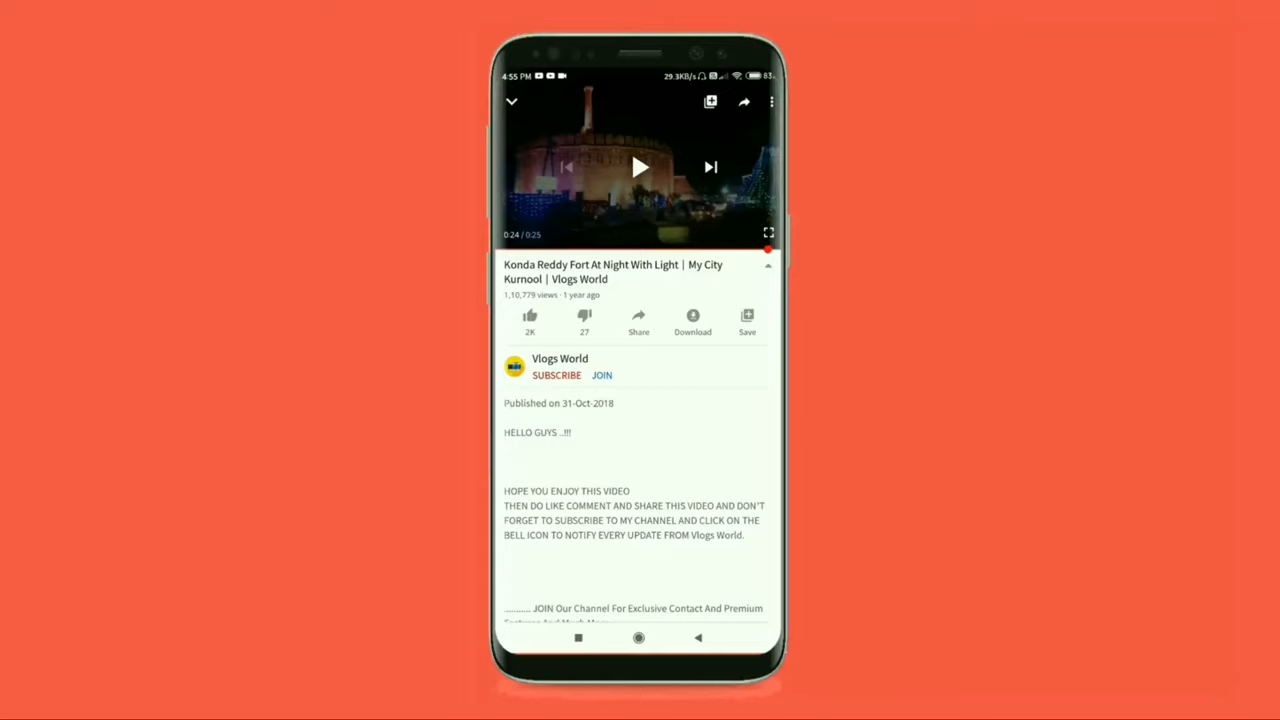 4:55 PM
29.3KB/s
83
0:24 / 0:25
Konda Reddy Fort At Night With Light | My City
Kurnool | Vlogs World
1,10,779 views · 1 year ago
2K
27
Share
Download
Save
Vlogs World
SUBSCRIBE JOIN
Published on 31-Oct-2018
HELLO GUYS ..!!!
HOPE YOU ENJOY THIS VIDEO
THEN DO LIKE COMMENT AND SHARE THIS VIDEO AND DON'T
FORGET TO SUBSCRIBE TO MY CHANNEL AND CLICK ON THE
BELL ICON TO NOTIFY EVERY UPDATE FROM Vlogs World.
........... JOIN Our Channel For Exclusive Contact And Premium